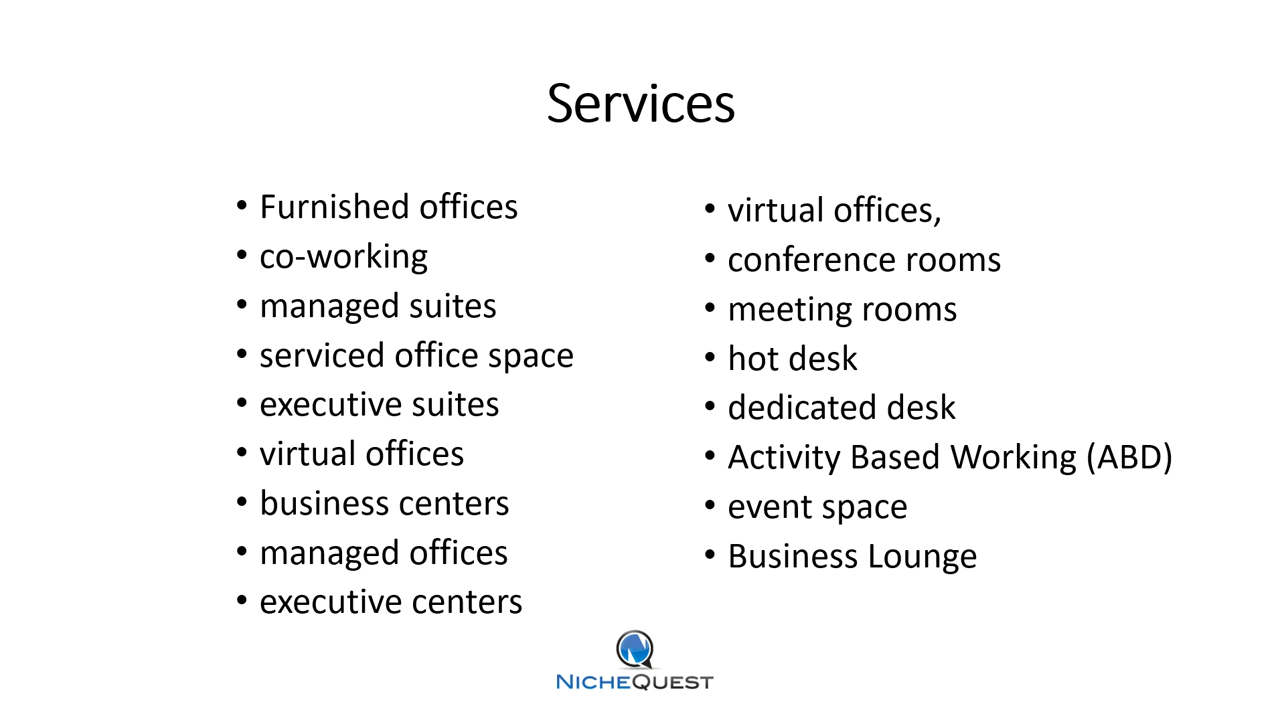 Services
• Furnished offices
• co-working
• managed suites
• serviced office space
• executive suites
• virtual offices
• business centers
• managed offices
• executive centers
• virtual offices,
• conference rooms
• meeting rooms
• hot desk
• dedicated desk
• Activity Based Working (ABD)
• event space
• Business Lounge
NICHEQUEST